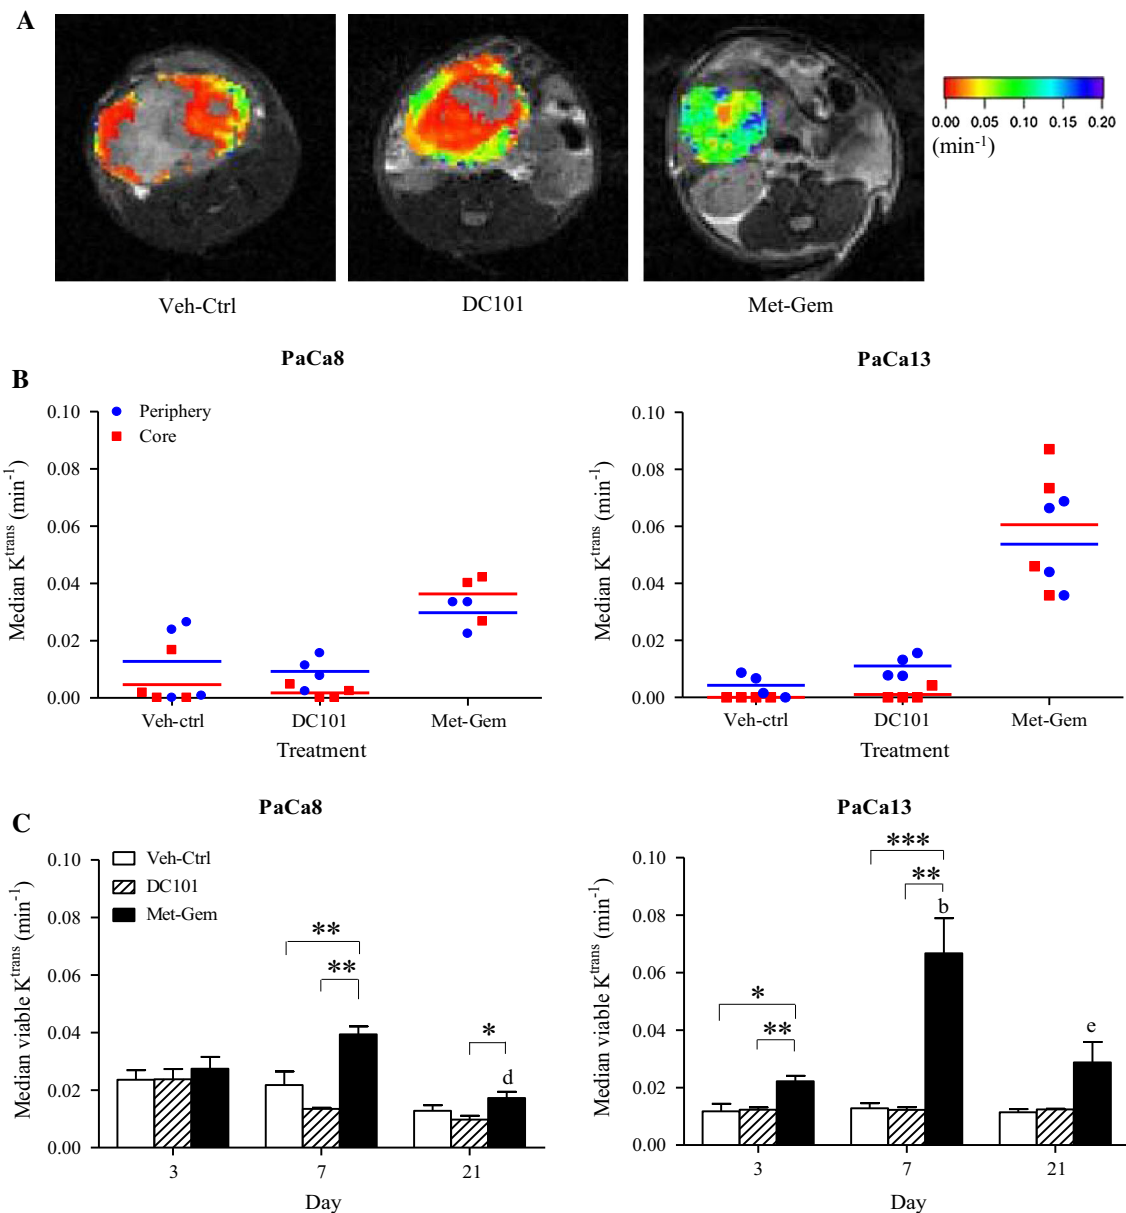 A
0.00 0.05 0.10 0.15 0.20
(min-1)
Veh-Ctrl DC101 Met-Gem
B
PaCa8
Periphery
Core
0.10
0.08
0.06
0.04
0.02
0.00
Median Ktrans (min-1)
Veh-ctrl DC101 Met-Gem
Treatment
PaCa13
0.10
0.08
0.06
0.04
0.02
0.00
Median Ktrans (min-1)
Veh-ctrl DC101 Met-Gem
Treatment
C
PaCa8
Veh-Ctrl
DC101
Met-Gem
0.10
0.08
0.06
0.04
0.02
0.00
Median viable Ktrans (min-1)
**
**
*
d
3 7 21
Day
PaCa13
0.10
0.08
0.06
0.04
0.02
0.00
Median viable Ktrans (min-1)
***
**
b
*
**
e
3 7 21
Day